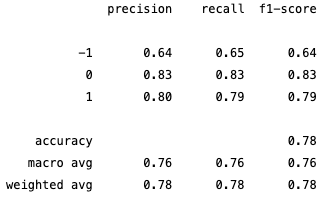 precision recall f1-score
-1 0.64 0.65 0.64
0 0.83 0.83 0.83
1 0.80 0.79 0.79
accuracy 0.78
macro avg 0.76 0.76 0.76
weighted avg 0.78 0.78 0.78